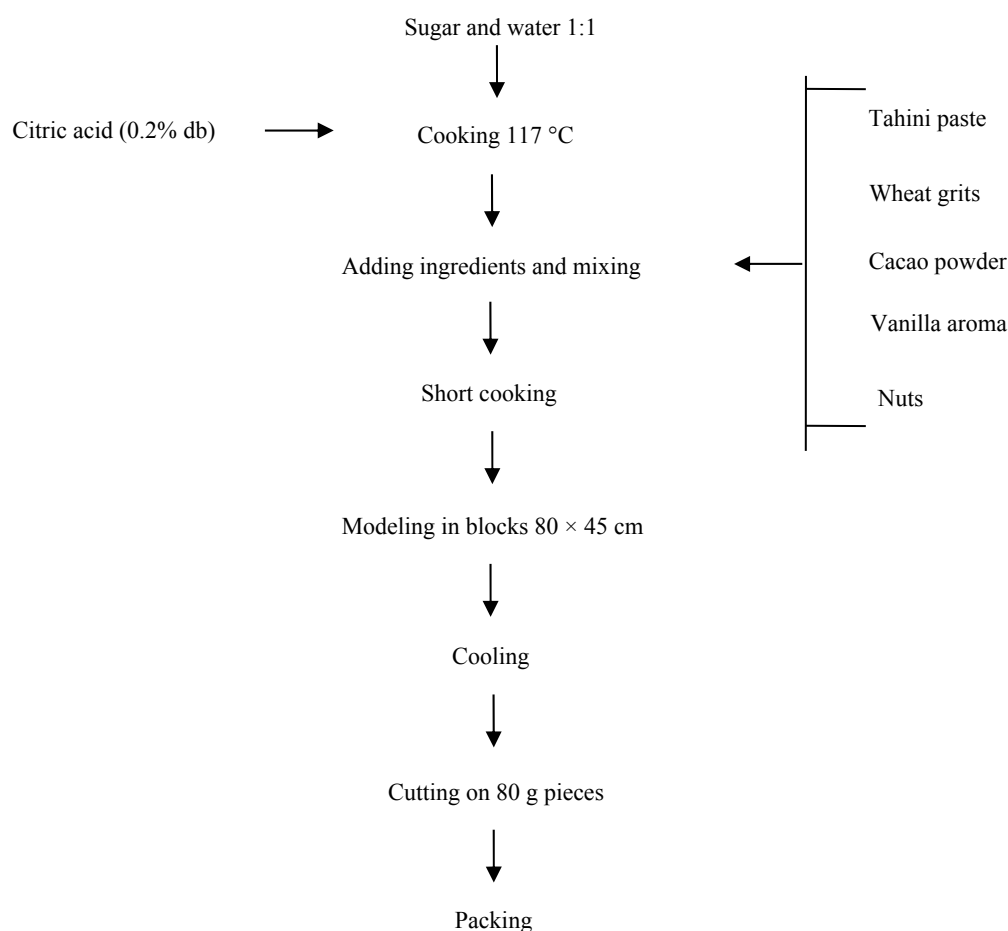 Sugar and water 1:1
Citric acid (0.2% db)
Cooking 117 °C
Tahini paste
Wheat grits
Adding ingredients and mixing
Cacao powder
Vanilla aroma
Short cooking
Nuts
Modeling in blocks 80 × 45 cm
Cooling
Cutting on 80 g pieces
Packing